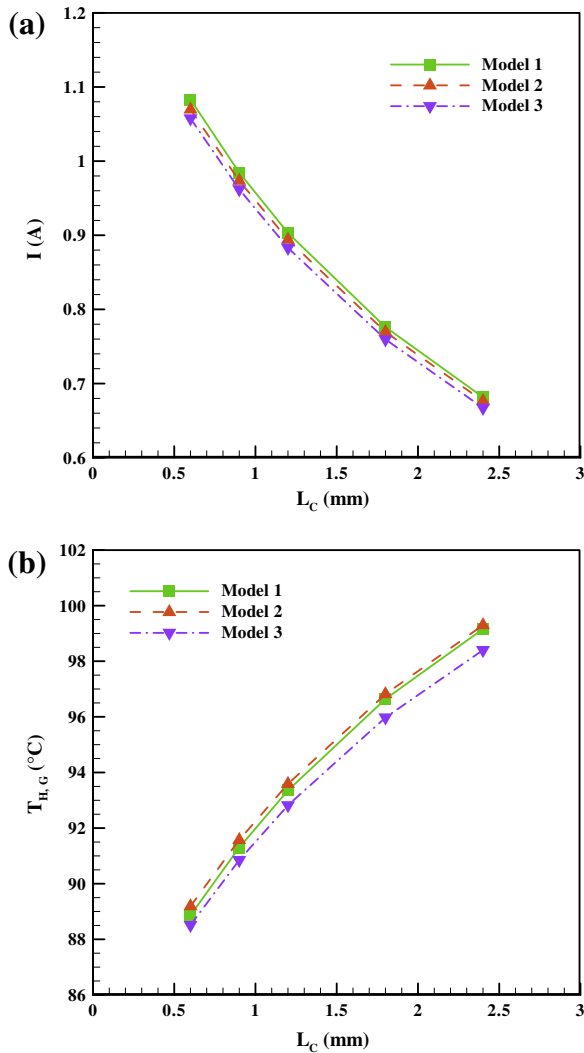 (a)
1.2
1.1
1
0.9
0.8
0.7
0.6
I (A)
Model 1
Model 2
Model 3
0 0.5 1 1.5 2 2.5 3
L_C (mm)
(b)
102
100
98
96
94
92
90
88
86
T_H, G (°C)
Model 1
Model 2
Model 3
0 0.5 1 1.5 2 2.5 3
L_C (mm)